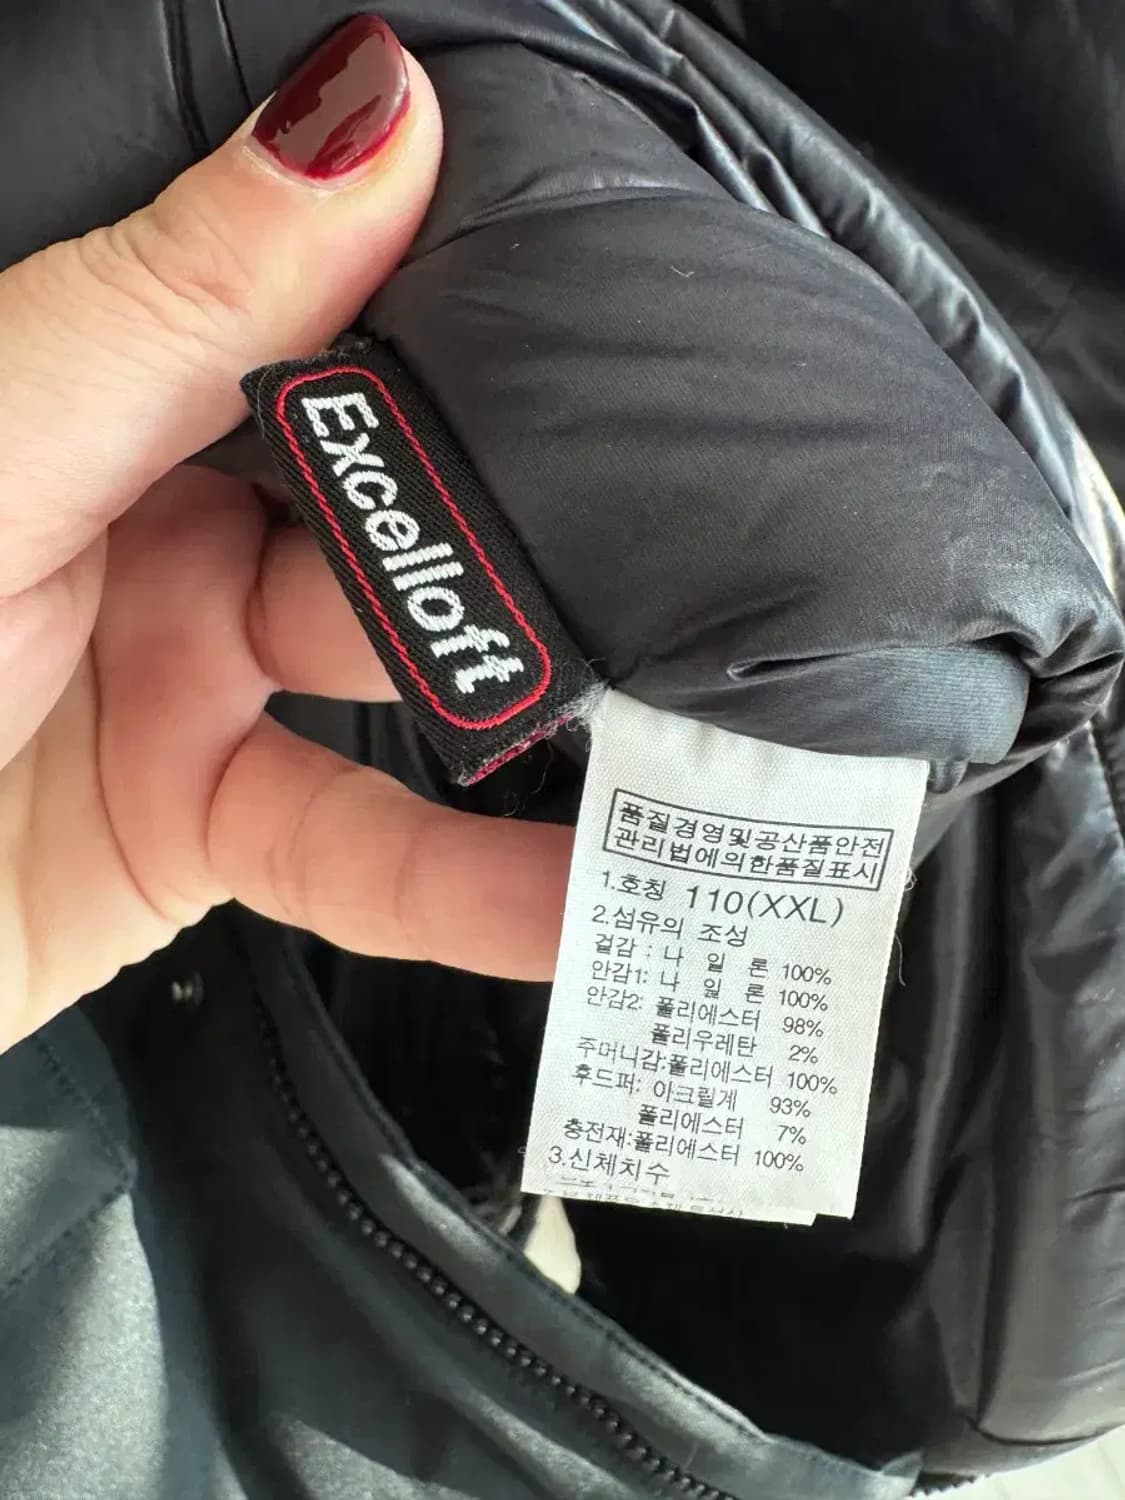 Excelloft
품질경영및공산품안전
관리법에의한품질표시
1.호칭 110(XXL)
2.섬유의 조성
겉감 : 나 일 론 100%
안감1: 나 일 론 100%
안감2: 폴리에스터 98%
폴리우레탄 2%
주머니감:폴리에스터 100%
후드퍼: 아크릴계 93%
폴리에스터 7%
충전재:폴리에스터 100%
3.신체치수